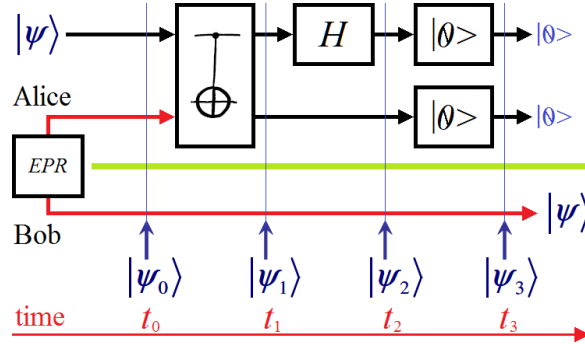 |ψ⟩
H
|0> |0>
Alice
|0> |0>
EPR
|ψ⟩
Bob
|ψ₀⟩ |ψ₁⟩ |ψ₂⟩ |ψ₃⟩
time t₀ t₁ t₂ t₃